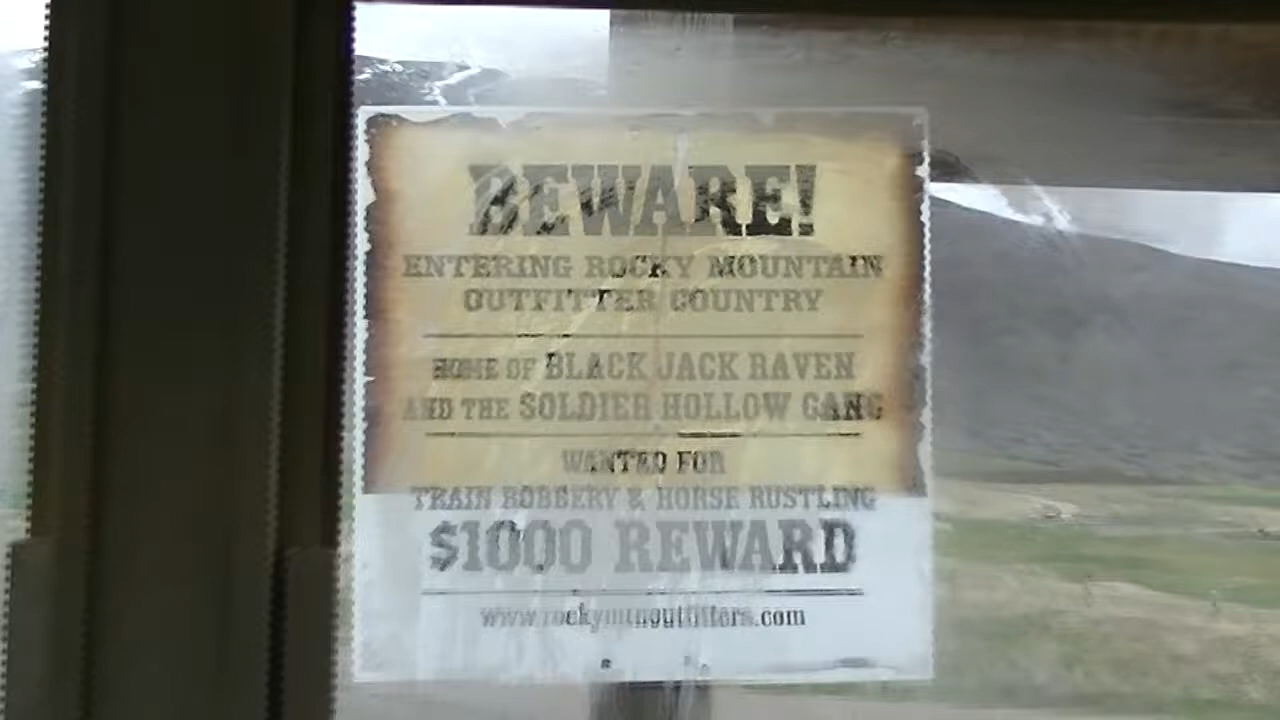 BEWARE!
ENTERING ROCKY MOUNTAIN
OUTFITTER COUNTRY
HOME OF BLACK JACK RAVEN
AND THE SOLDIER HOLLOW GANG
WANTED FOR
TRAIN ROBBERY & HORSE RUSTLING
$1000 REWARD
www.rockymtnoutfitters.com